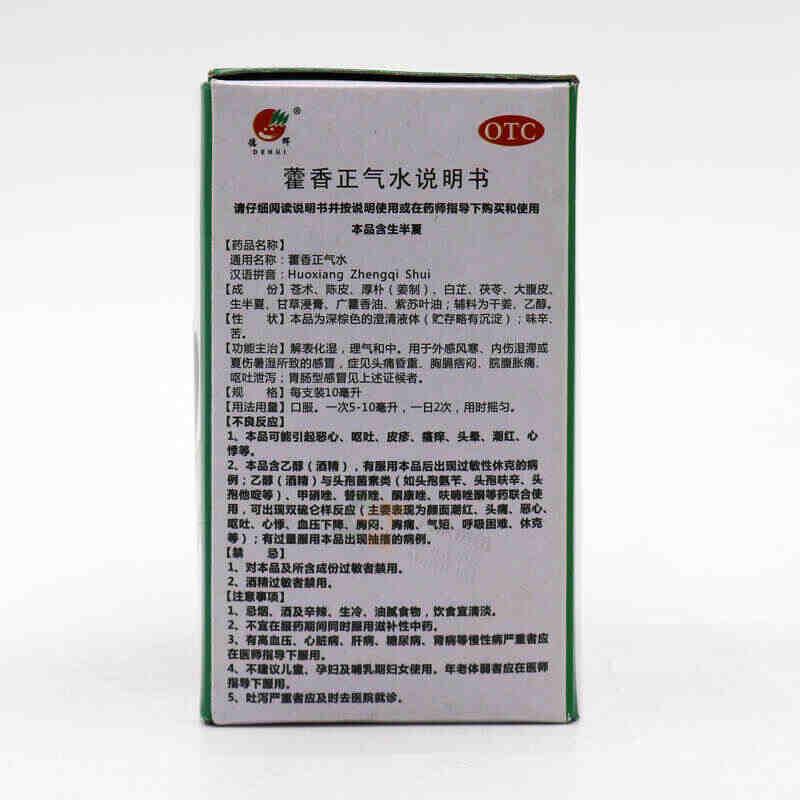 ®
德辉
DEHUI
OTC
藿香正气水说明书
请仔细阅读说明书并按说明使用或在药师指导下购买和使用
本品含生半夏
【药品名称】
通用名称：藿香正气水
汉语拼音：Huoxiang Zhengqi Shui
【成　份】苍术、陈皮、厚朴（姜制）、白芷、茯苓、大腹皮、
生半夏、甘草浸膏、广藿香油、紫苏叶油；辅料为干姜、乙醇。
【性　状】本品为深棕色的澄清液体（贮存略有沉淀）；味辛、
苦。
【功能主治】解表化湿，理气和中。用于外感风寒、内伤湿滞或
夏伤暑湿所致的感冒，症见头痛昏重、胸膈痞闷、脘腹胀痛、
呕吐泄泻；胃肠型感冒见上述证候者。
【规　格】每支装10毫升
【用法用量】口服。一次5-10毫升，一日2次，用时摇匀。
【不良反应】
1、本品可能引起恶心、呕吐、皮疹、瘙痒、头晕、潮红、心
悸等。
2、本品含乙醇（酒精），有服用本品后出现过敏性休克的病
例；乙醇（酒精）与头孢菌素类（如头孢氨苄、头孢呋辛、头
孢他啶等）、甲硝唑、替硝唑、酮康唑、呋喃唑酮等药联合使
用，可出现双硫仑样反应（主要表现为颜面潮红、头痛、恶心、
呕吐、心悸、血压下降、胸闷、胸痛、气短、呼吸困难、休克
等）；有过量服用本品出现抽搐的病例。
【禁　忌】
1、对本品及所含成份过敏者禁用。
2、酒精过敏者禁用。
【注意事项】
1、忌烟、酒及辛辣、生冷、油腻食物，饮食宜清淡。
2、不宜在服药期间同时服用滋补性中药。
3、有高血压、心脏病、肝病、糖尿病、肾病等慢性病严重者应
在医师指导下服用。
4、不建议儿童、孕妇及哺乳期妇女使用。年老体弱者应在医师
指导下服用。
5、吐泻严重者应及时去医院就诊。